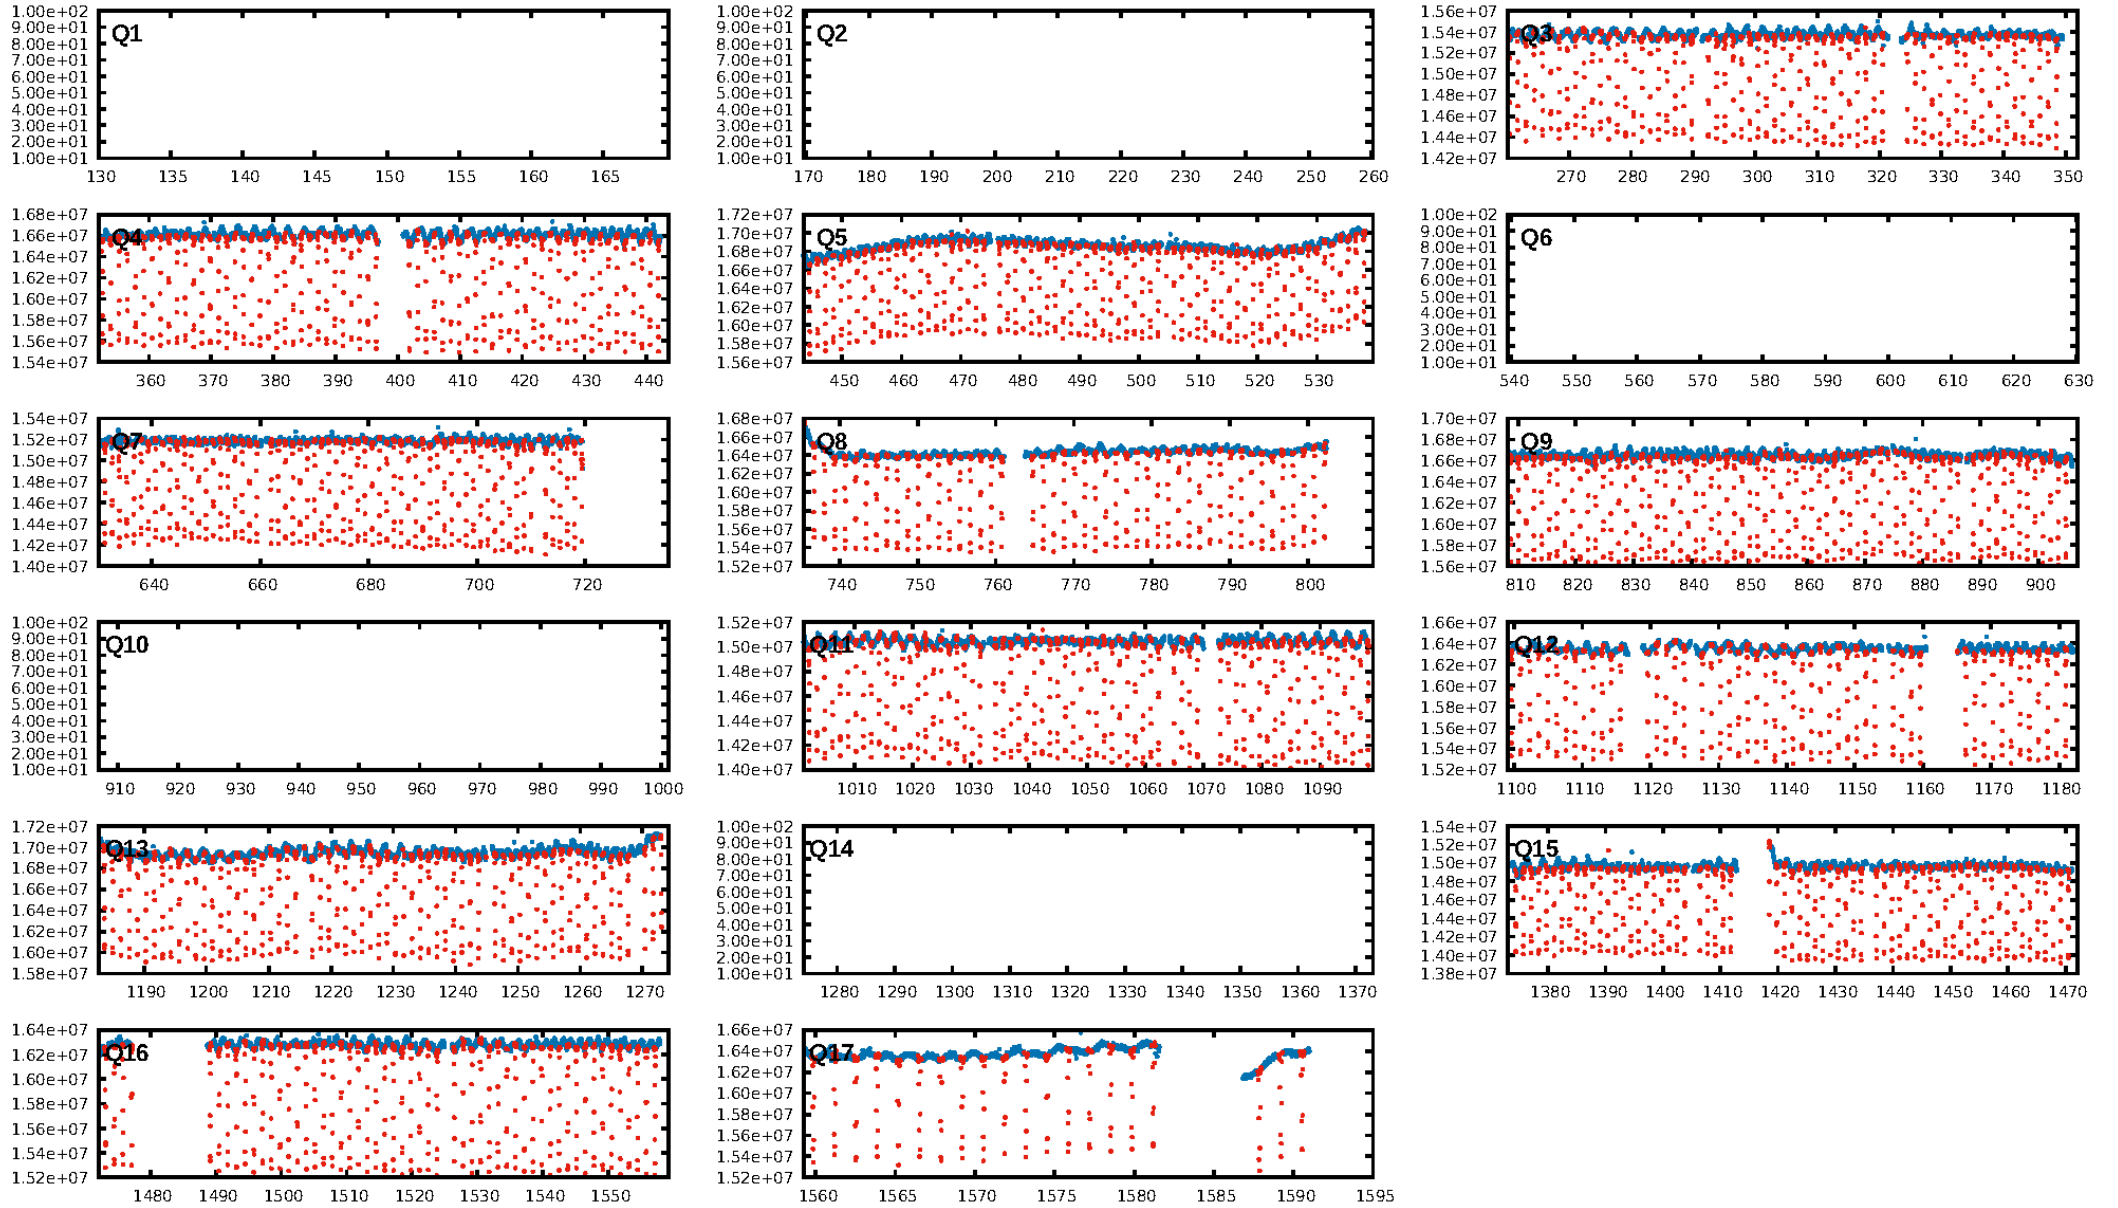 Q1
1.00e+02
9.00e+01
8.00e+01
7.00e+01
6.00e+01
5.00e+01
4.00e+01
3.00e+01
2.00e+01
1.00e+01
130 135 140 145 150 155 160 165
Q2
1.00e+02
9.00e+01
8.00e+01
7.00e+01
6.00e+01
5.00e+01
4.00e+01
3.00e+01
2.00e+01
1.00e+01
170 180 190 200 210 220 230 240 250 260
Q3
1.56e+07
1.54e+07
1.52e+07
1.50e+07
1.48e+07
1.46e+07
1.44e+07
1.42e+07
270 280 290 300 310 320 330 340 350
Q4
1.68e+07
1.66e+07
1.64e+07
1.62e+07
1.60e+07
1.58e+07
1.56e+07
1.54e+07
360 370 380 390 400 410 420 430 440
Q5
1.72e+07
1.70e+07
1.68e+07
1.66e+07
1.64e+07
1.62e+07
1.60e+07
1.58e+07
1.56e+07
450 460 470 480 490 500 510 520 530
Q6
1.00e+02
9.00e+01
8.00e+01
7.00e+01
6.00e+01
5.00e+01
4.00e+01
3.00e+01
2.00e+01
1.00e+01
540 550 560 570 580 590 600 610 620 630
Q7
1.54e+07
1.52e+07
1.50e+07
1.48e+07
1.46e+07
1.44e+07
1.42e+07
1.40e+07
640 660 680 700 720
Q8
1.68e+07
1.66e+07
1.64e+07
1.62e+07
1.60e+07
1.58e+07
1.56e+07
1.54e+07
1.52e+07
740 750 760 770 780 790 800
Q9
1.70e+07
1.68e+07
1.66e+07
1.64e+07
1.62e+07
1.60e+07
1.58e+07
1.56e+07
810 820 830 840 850 860 870 880 890 900
Q10
1.00e+02
9.00e+01
8.00e+01
7.00e+01
6.00e+01
5.00e+01
4.00e+01
3.00e+01
2.00e+01
1.00e+01
910 920 930 940 950 960 970 980 990 1000
Q11
1.52e+07
1.50e+07
1.48e+07
1.46e+07
1.44e+07
1.42e+07
1.40e+07
1010 1020 1030 1040 1050 1060 1070 1080 1090
Q12
1.66e+07
1.64e+07
1.62e+07
1.60e+07
1.58e+07
1.56e+07
1.54e+07
1.52e+07
1100 1110 1120 1130 1140 1150 1160 1170 1180
Q13
1.72e+07
1.70e+07
1.68e+07
1.66e+07
1.64e+07
1.62e+07
1.60e+07
1.58e+07
1190 1200 1210 1220 1230 1240 1250 1260 1270
Q14
1.00e+02
9.00e+01
8.00e+01
7.00e+01
6.00e+01
5.00e+01
4.00e+01
3.00e+01
2.00e+01
1.00e+01
1280 1290 1300 1310 1320 1330 1340 1350 1360 1370
Q15
1.54e+07
1.52e+07
1.50e+07
1.48e+07
1.46e+07
1.44e+07
1.42e+07
1.40e+07
1.38e+07
1380 1390 1400 1410 1420 1430 1440 1450 1460 1470
Q16
1.64e+07
1.62e+07
1.60e+07
1.58e+07
1.56e+07
1.54e+07
1.52e+07
1480 1490 1500 1510 1520 1530 1540 1550
Q17
1.66e+07
1.64e+07
1.62e+07
1.60e+07
1.58e+07
1.56e+07
1.54e+07
1.52e+07
1560 1565 1570 1575 1580 1585 1590 1595